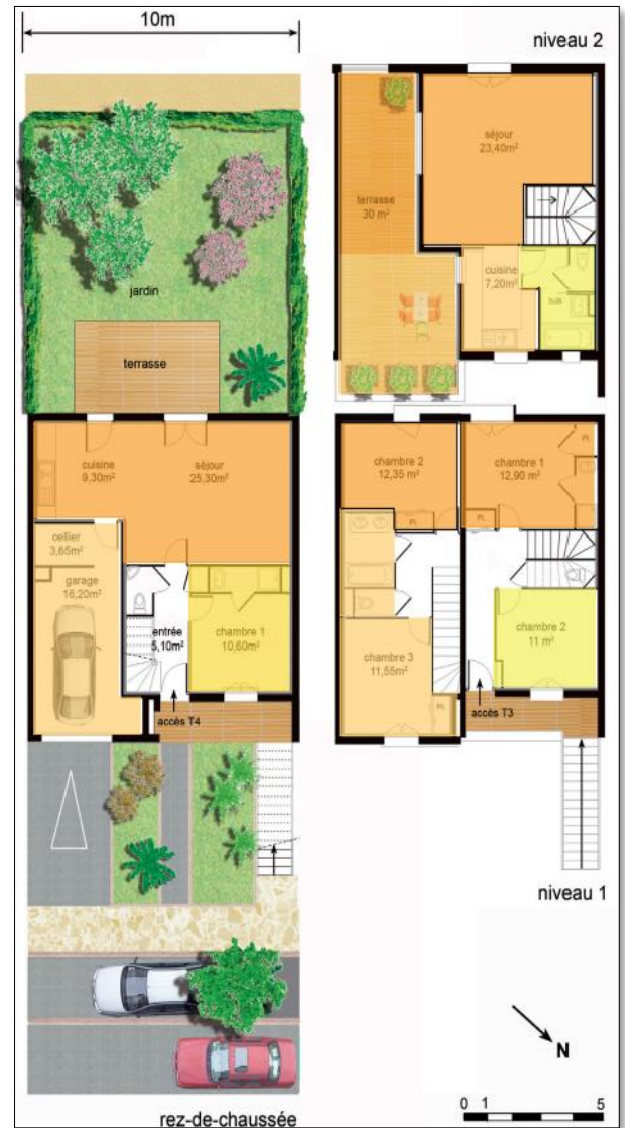 10m
niveau 2
séjour
23,40m²
terrasse
30 m²
cuisine
7,20m²
SdB
jardin
terrasse
cuisine
9,30m²
séjour
25,30m²
cellier
3,65m²
garage
16,20m²
entrée
5,10m²
chambre 1
10,60m²
accès T4
chambre 2
12,35 m²
chambre 1
12,90 m²
Pl.
Pl.
Pl.
chambre 3
11,55m²
Pl.
chambre 2
11 m²
accès T3
niveau 1
N
0 1 5
rez-de-chaussée